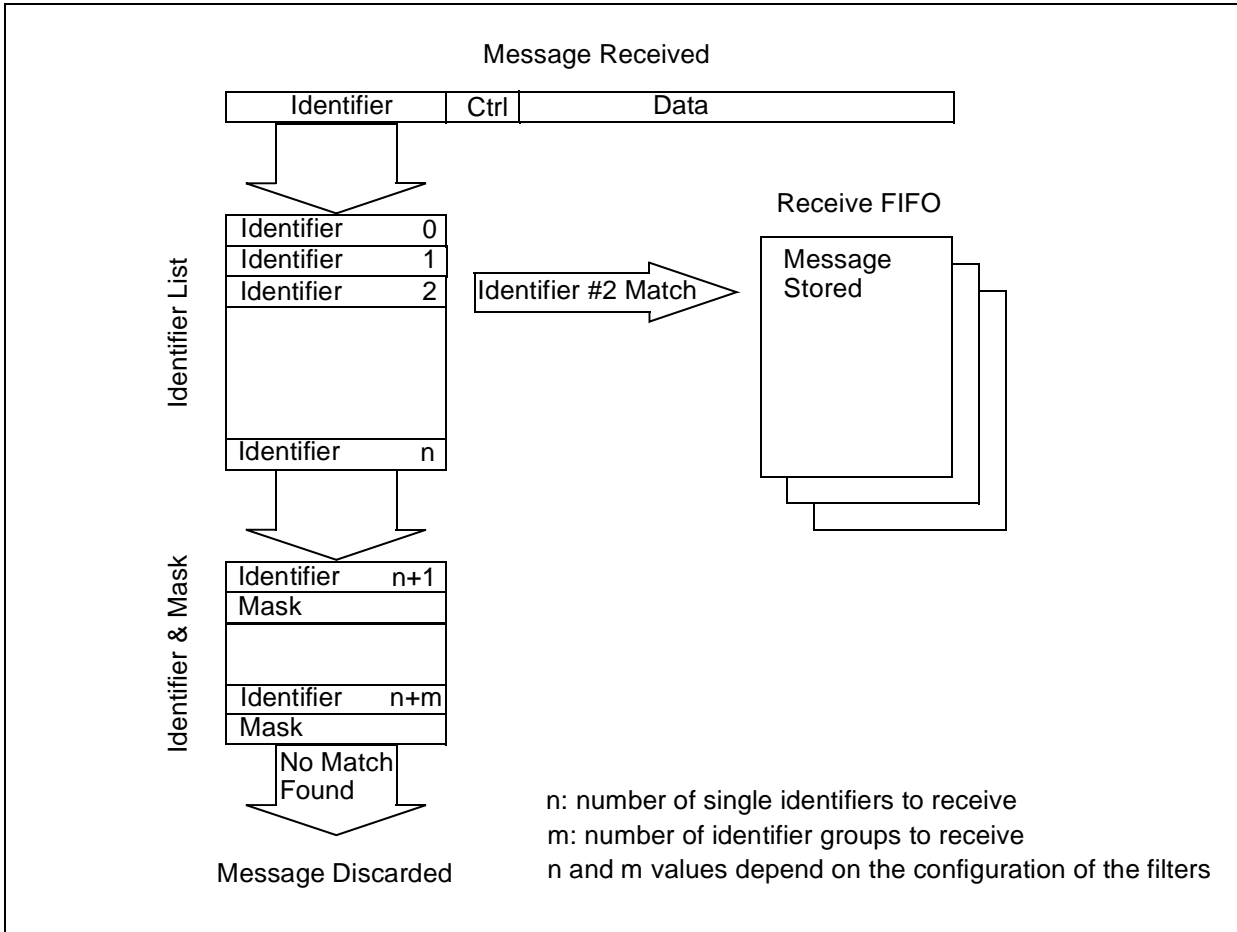 Message Received
Identifier Ctrl Data
Receive FIFO
Identifier List
Identifier 0
Identifier 1
Identifier 2
Identifier #2 Match
Message
Stored
Identifier n
Identifier & Mask
Identifier n+1
Mask
Identifier n+m
Mask
No Match
Found
Message Discarded
n: number of single identifiers to receive
m: number of identifier groups to receive
n and m values depend on the configuration of the filters